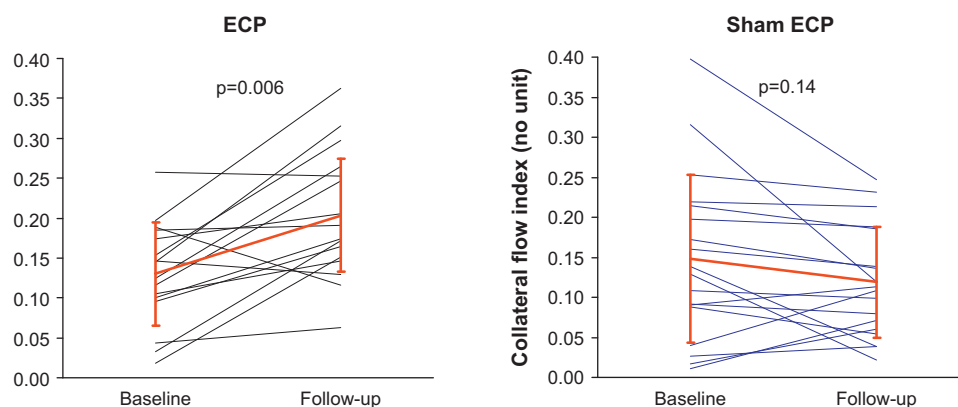 ECP
0.40
0.35
0.30
0.25
0.20
0.15
0.10
0.05
0.00
p=0.006
Baseline
Follow-up
Sham ECP
Collateral flow index (no unit)
0.40
0.35
0.30
0.25
0.20
0.15
0.10
0.05
0.00
p=0.14
Baseline
Follow-up